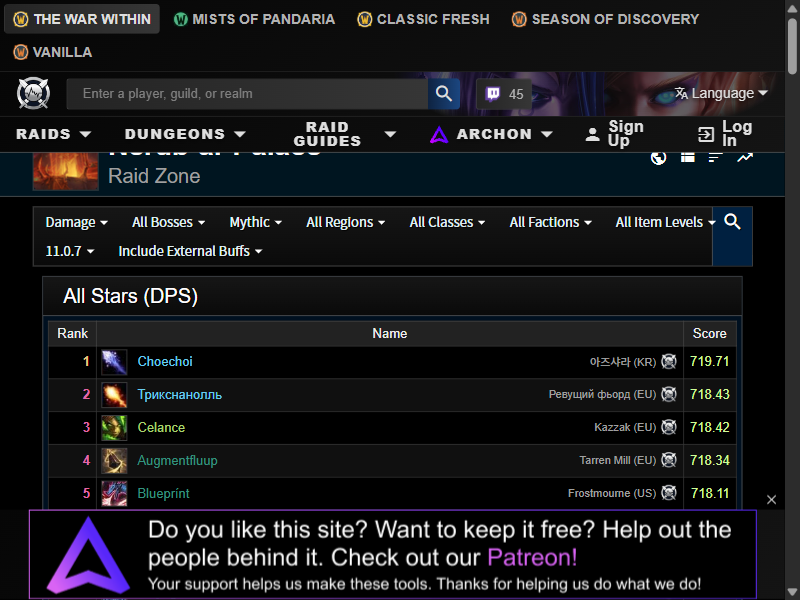 THE WAR WITHIN MISTS OF PANDARIA CLASSIC FRESH SEASON OF DISCOVERY
VANILLA
Enter a player, guild, or realm 45 Language
RAIDS DUNGEONS RAID GUIDES ARCHON Sign Up Log In
Nerub-ar Palace
Raid Zone
Damage All Bosses Mythic All Regions All Classes All Factions All Item Levels
11.0.7 Include External Buffs
All Stars (DPS)
Rank Name Score
1 Choechoi 아즈샤라 (KR) 719.71
2 Трикснанолль Ревущий фьорд (EU) 718.43
3 Celance Kazzak (EU) 718.42
4 Augmentfluup Tarren Mill (EU) 718.34
5 Blueprínt Frostmourne (US) 718.11
Do you like this site? Want to keep it free? Help out the
people behind it. Check out our Patreon!
Your support helps us make these tools. Thanks for helping us do what we do!